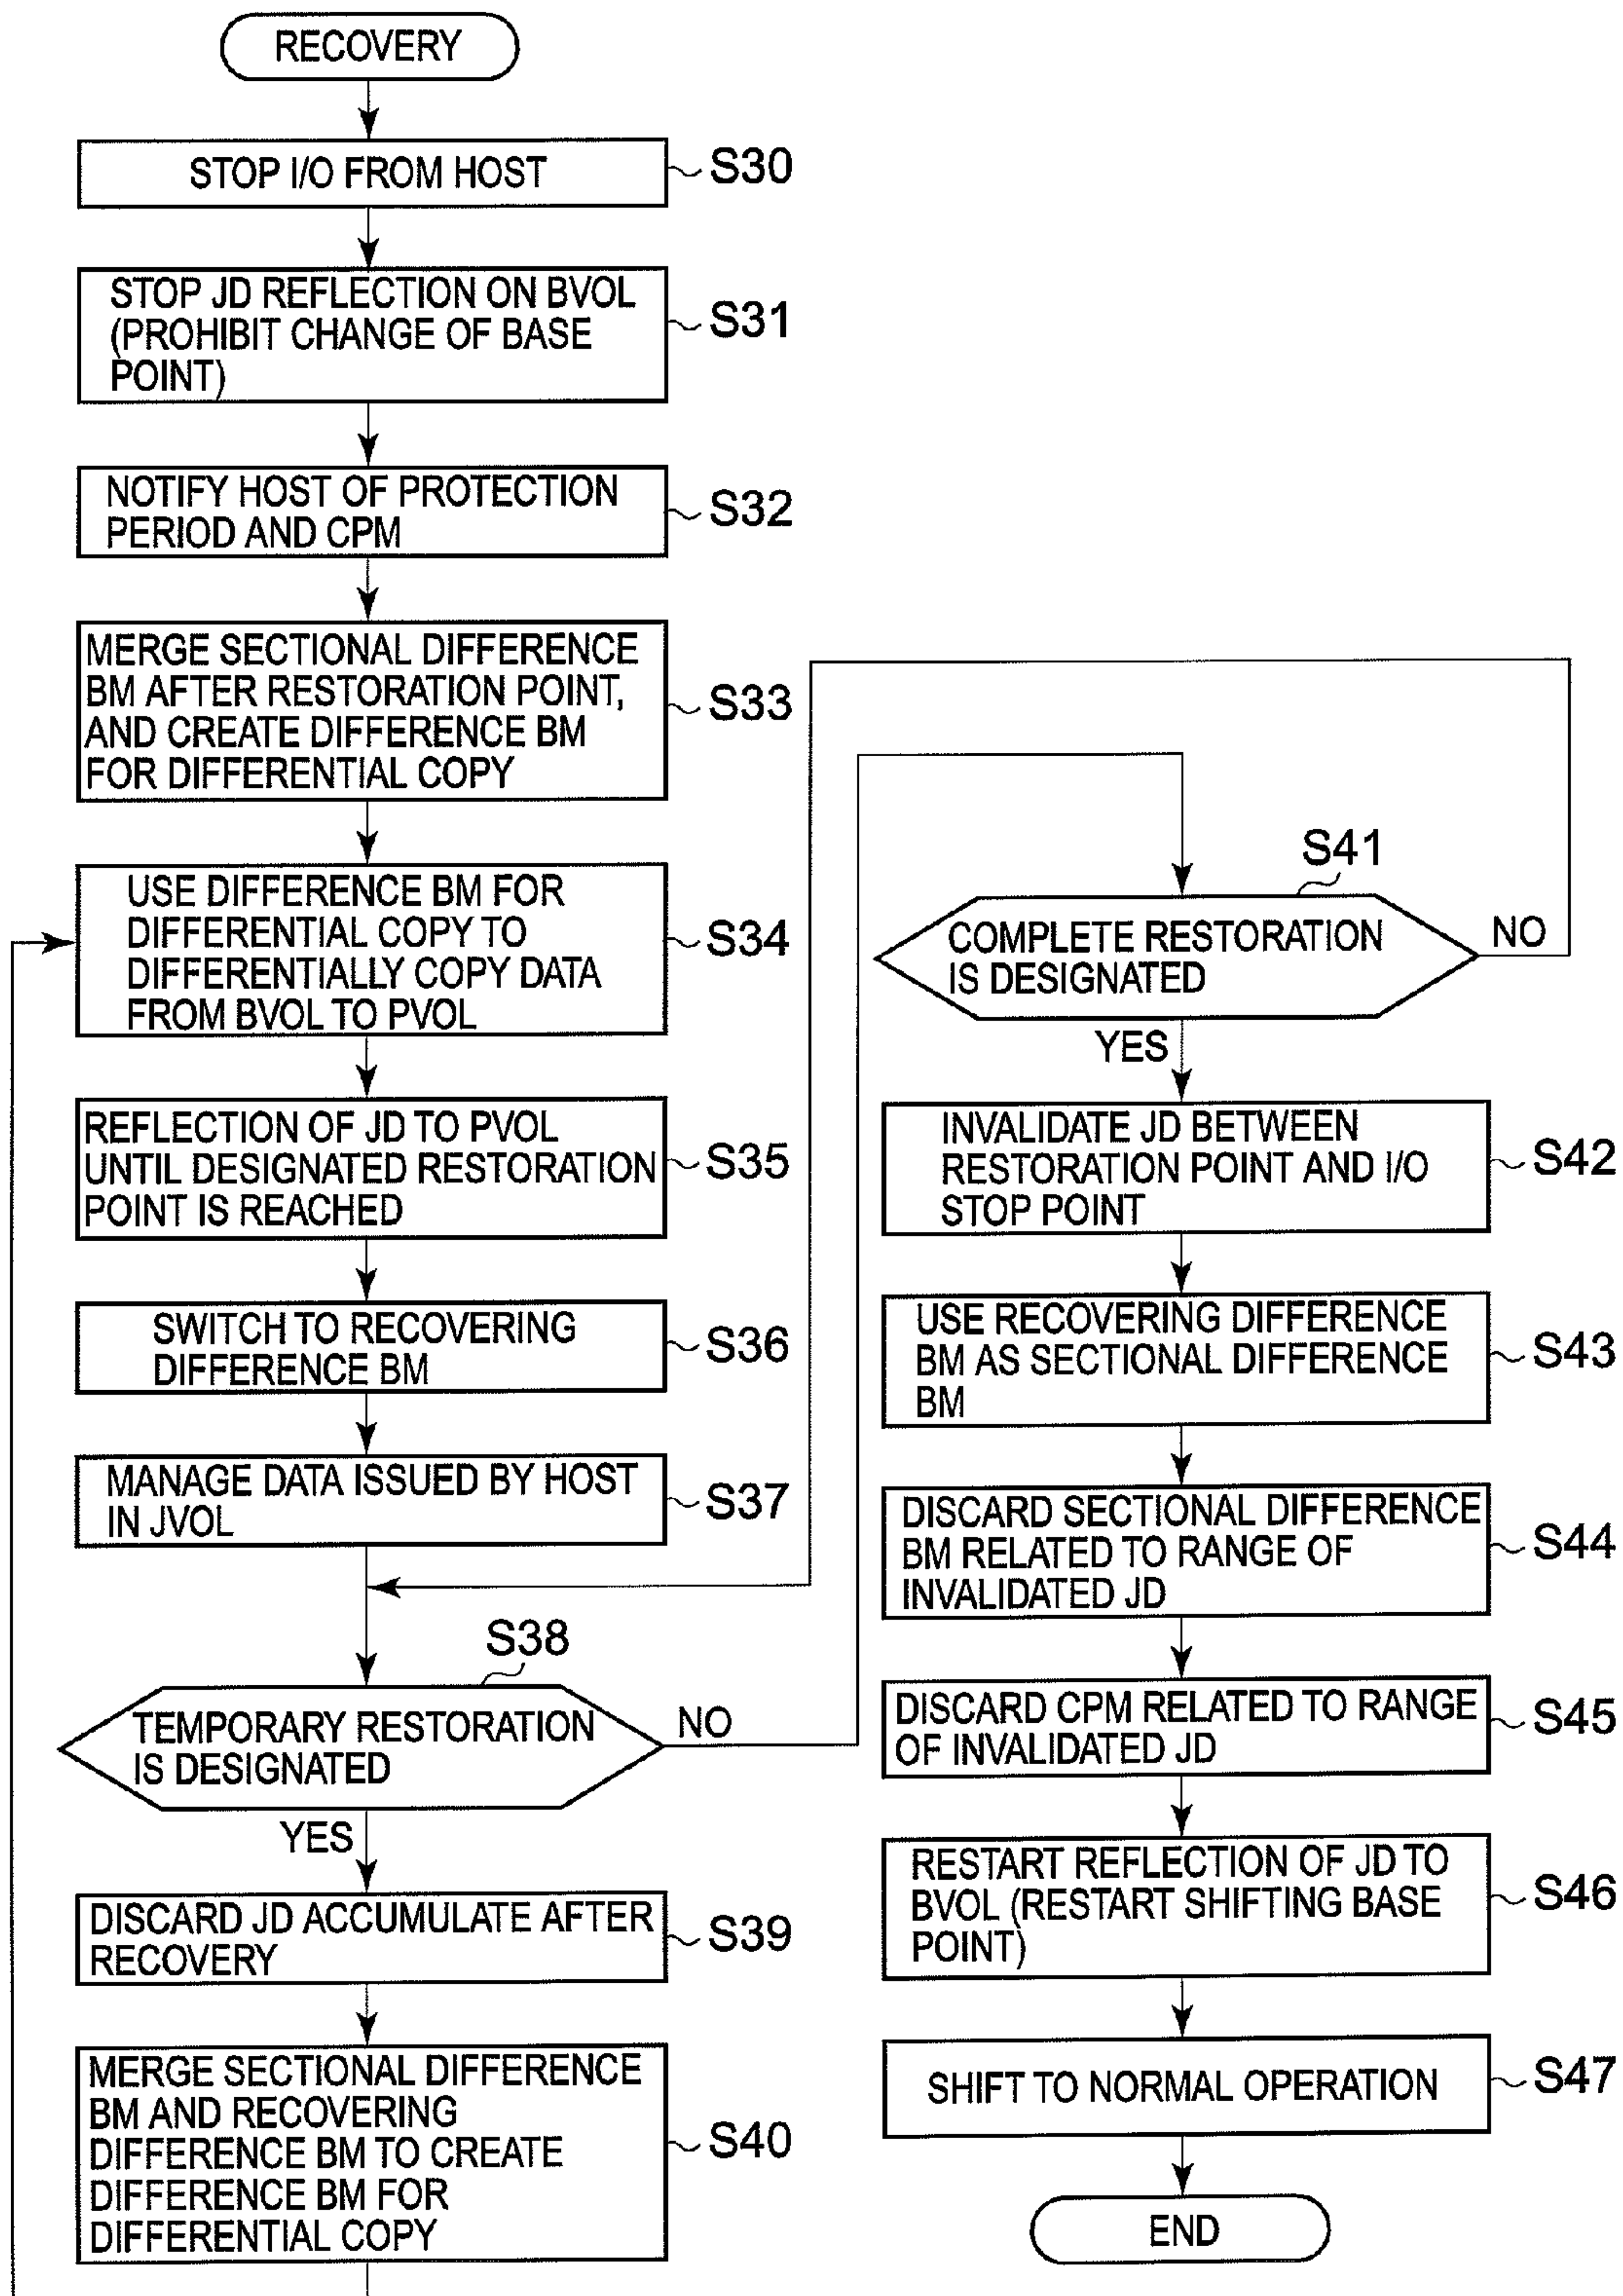 RECOVERY
STOP I/O FROM HOST
S30
STOP JD REFLECTION ON BVOL
(PROHIBIT CHANGE OF BASE
POINT)
S31
NOTIFY HOST OF PROTECTION
PERIOD AND CPM
S32
MERGE SECTIONAL DIFFERENCE
BM AFTER RESTORATION POINT,
AND CREATE DIFFERENCE BM
FOR DIFFERENTIAL COPY
S33
USE DIFFERENCE BM FOR
DIFFERENTIAL COPY TO
DIFFERENTIALLY COPY DATA
FROM BVOL TO PVOL
S34
REFLECTION OF JD TO PVOL
UNTIL DESIGNATED RESTORATION
POINT IS REACHED
S35
SWITCH TO RECOVERING
DIFFERENCE BM
S36
MANAGE DATA ISSUED BY HOST
IN JVOL
S37
S38
TEMPORARY RESTORATION
IS DESIGNATED
NO
YES
DISCARD JD ACCUMULATE AFTER
RECOVERY
S39
MERGE SECTIONAL DIFFERENCE
BM AND RECOVERING
DIFFERENCE BM TO CREATE
DIFFERENCE BM FOR
DIFFERENTIAL COPY
S40
S41
COMPLETE RESTORATION
IS DESIGNATED
NO
YES
INVALIDATE JD BETWEEN
RESTORATION POINT AND I/O
STOP POINT
S42
USE RECOVERING DIFFERENCE
BM AS SECTIONAL DIFFERENCE
BM
S43
DISCARD SECTIONAL DIFFERENCE
BM RELATED TO RANGE OF
INVALIDATED JD
S44
DISCARD CPM RELATED TO RANGE
OF INVALIDATED JD
S45
RESTART REFLECTION OF JD TO
BVOL (RESTART SHIFTING BASE
POINT)
S46
SHIFT TO NORMAL OPERATION
S47
END